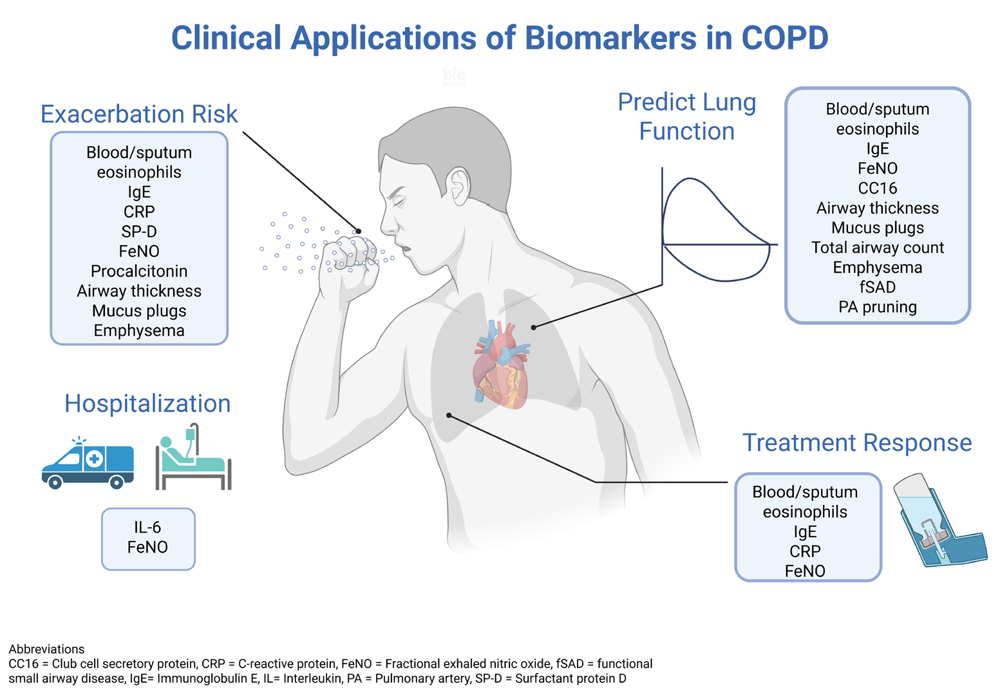 Clinical Applications of Biomarkers in COPD
bio
RENDER
Exacerbation Risk
Blood/sputum
eosinophils
IgE
CRP
SP-D
FeNO
Procalcitonin
Airway thickness
Mucus plugs
Emphysema
Predict Lung
Function
Blood/sputum
eosinophils
IgE
FeNO
CC16
Airway thickness
Mucus plugs
Total airway count
Emphysema
fSAD
PA pruning
Hospitalization
IL-6
FeNO
Treatment Response
Blood/sputum
eosinophils
IgE
CRP
FeNO
Abbreviations
CC16 = Club cell secretory protein, CRP = C-reactive protein, FeNO = Fractional exhaled nitric oxide, fSAD = functional
small airway disease, IgE= Immunoglobulin E, IL= Interleukin, PA = Pulmonary artery, SP-D = Surfactant protein D